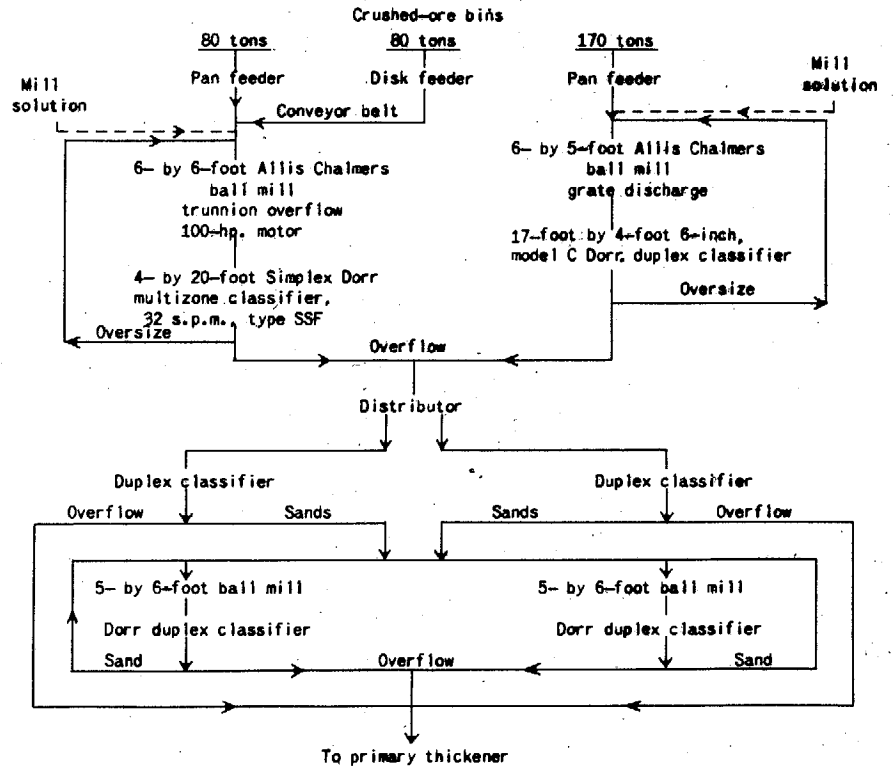 Crushed-ore bins
80 tons
80 tons
170 tons
Mill
solution
Pan feeder
Disk feeder
Pan feeder
Mill
solution
Conveyor belt
6- by 6-foot Allis Chalmers
ball mill
trunnion overflow
100-hp. motor
6- by 5-foot Allis Chalmers
ball mill
grate discharge
4- by 20-foot Simplex Dorr
multizone classifier,
32 s.p.m., type SSF
17-foot by 4-foot 6-inch,
model C Dorr duplex classifier
Oversize
Oversize
Overflow
Distributor
Duplex classifier
Duplex classifier
Overflow
Sands
Sands
Overflow
5- by 6-foot ball mill
5- by 6-foot ball mill
Dorr duplex classifier
Dorr duplex classifier
Sand
Overflow
Sand
To primary thickener